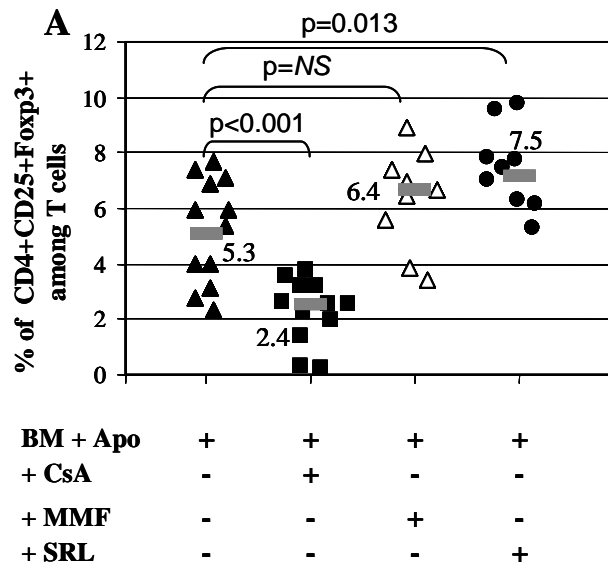 A
p=0.013
p=NS
p<0.001
% of CD4+CD25+Foxp3+
among T cells
12
10
8
6
4
2
0
5.3
2.4
6.4
7.5
BM + Apo + + + +
+ CsA - + - -
+ MMF - - + -
+ SRL - - - +